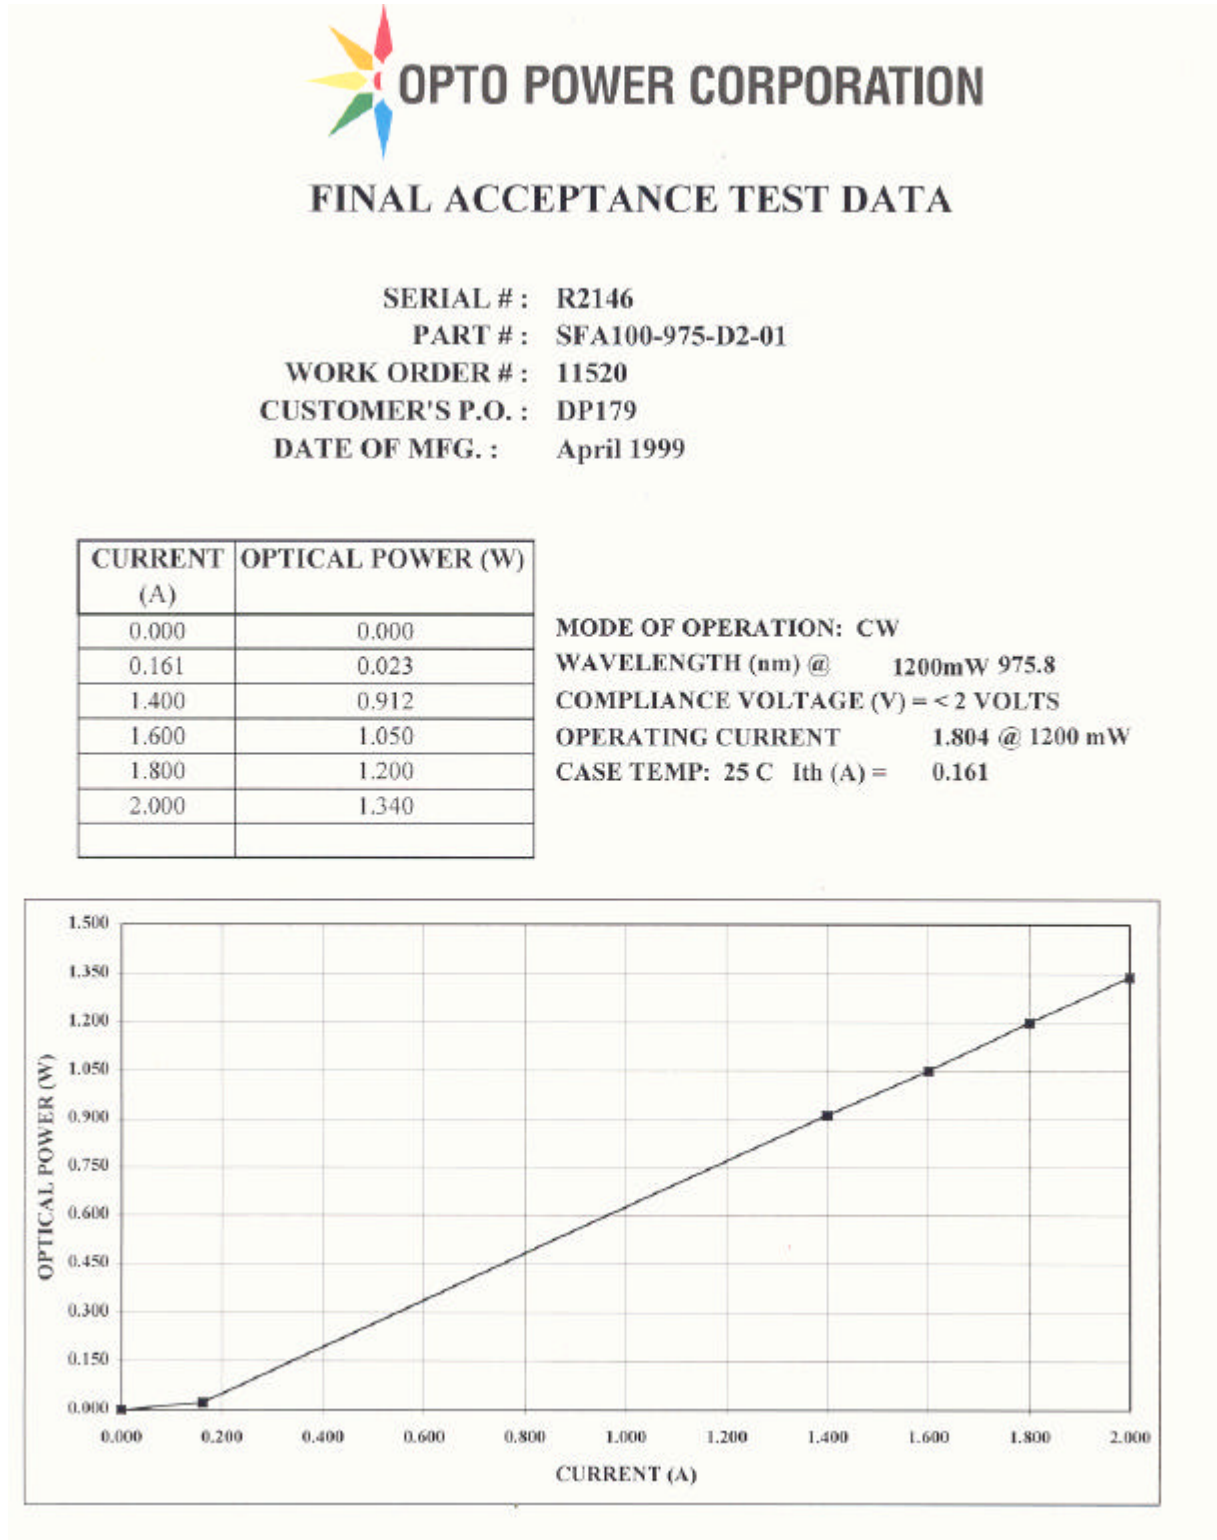 OPTO POWER CORPORATION
FINAL ACCEPTANCE TEST DATA
SERIAL # : R2146
PART # : SFA100-975-D2-01
WORK ORDER # : 11520
CUSTOMER'S P.O. : DP179
DATE OF MFG. : April 1999
CURRENT OPTICAL POWER (W)
(A)
0.000 0.000
0.161 0.023
1.400 0.912
1.600 1.050
1.800 1.200
2.000 1.340
MODE OF OPERATION: CW
WAVELENGTH (nm) @ 1200mW 975.8
COMPLIANCE VOLTAGE (V) = < 2 VOLTS
OPERATING CURRENT 1.804 @ 1200 mW
CASE TEMP: 25 C Ith (A) = 0.161
OPTICAL POWER (W)
1.500
1.350
1.200
1.050
0.900
0.750
0.600
0.450
0.300
0.150
0.000
0.000 0.200 0.400 0.600 0.800 1.000 1.200 1.400 1.600 1.800 2.000
CURRENT (A)